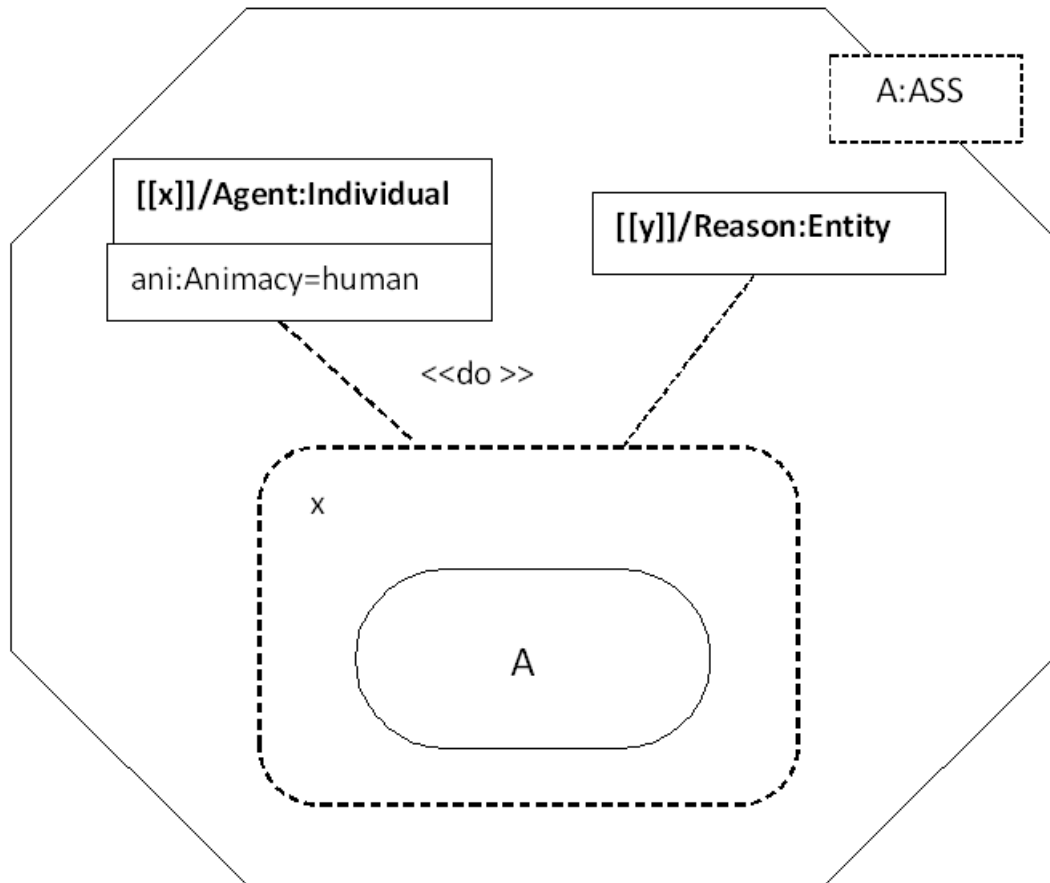 A:ASS
[[x]]/Agent:Individual
[[y]]/Reason:Entity
ani:Animacy=human
<<do >>
x
A